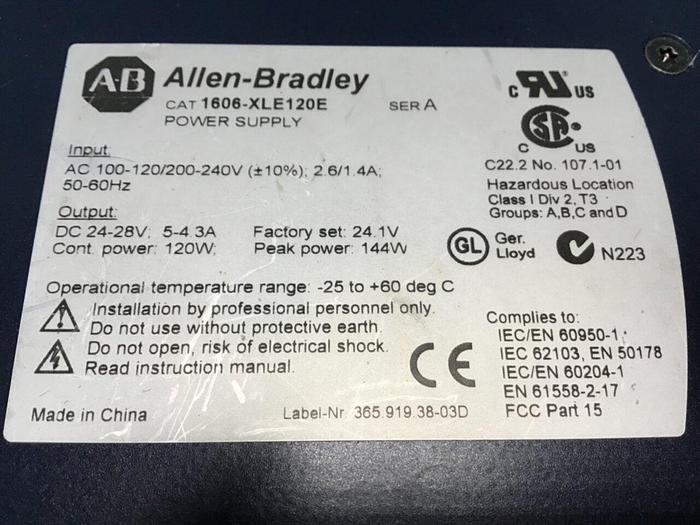 A-B Allen-Bradley
CAT 1606-XLE120E SER A
POWER SUPPLY
Input:
AC 100-120/200-240V (±10%); 2.6/1.4A;
50-60Hz
Output:
DC 24-28V; 5-4.3A Factory set: 24.1V
Cont. power: 120W; Peak power: 144W
Operational temperature range: -25 to +60 deg C
Installation by professional personnel only.
Do not use without protective earth.
Do not open, risk of electrical shock.
Read instruction manual.
CE
Made in China Label-Nr. 365.919.38-03D
C RU US
SA
C US
C22.2 No. 107.1-01
Hazardous Location
Class I Div 2, T3
Groups: A,B,C and D
GL Ger. Lloyd
N223
Complies to:
IEC/EN 60950-1;
IEC 62103, EN 50178
IEC/EN 60204-1
EN 61558-2-17
FCC Part 15